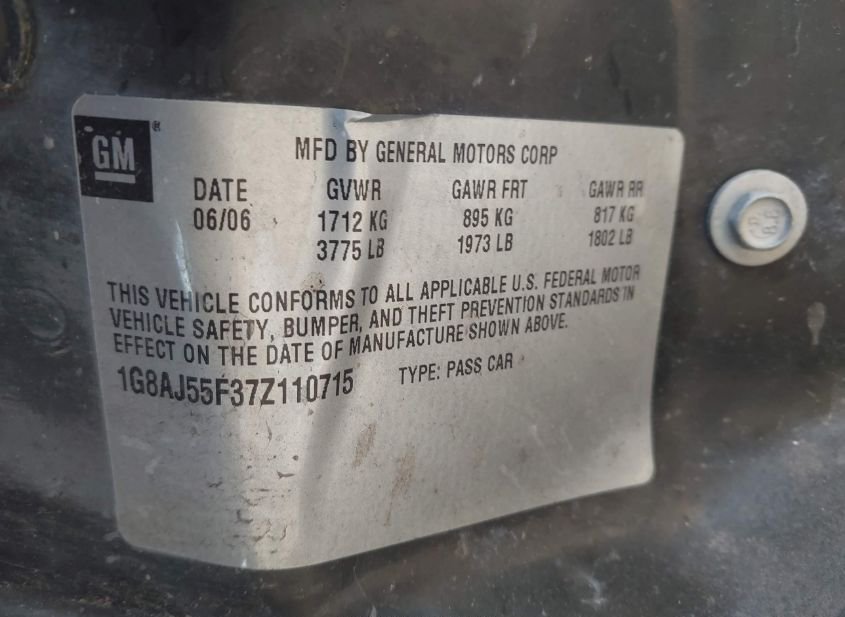 GM ®
MFD BY GENERAL MOTORS CORP
DATE GVWR GAWR FRT GAWR RR
06/06 1712 KG 895 KG 817 KG
3775 LB 1973 LB 1802 LB
THIS VEHICLE CONFORMS TO ALL APPLICABLE U.S. FEDERAL MOTOR
VEHICLE SAFETY, BUMPER, AND THEFT PREVENTION STANDARDS IN
EFFECT ON THE DATE OF MANUFACTURE SHOWN ABOVE.
1G8AJ55F37Z110715 TYPE: PASS CAR